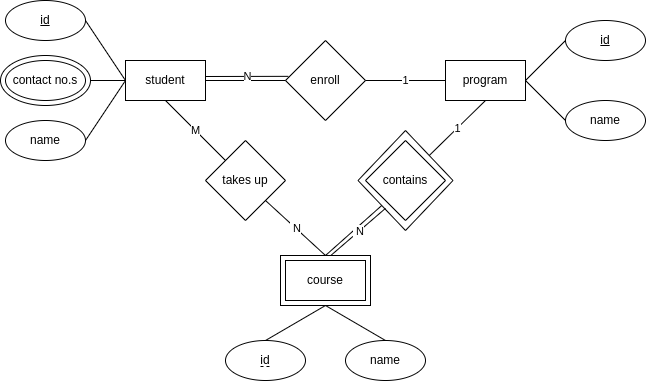 id
id
contact no.s
student
N
enroll
1
program
name
name
M
1
takes up
contains
N
N
course
id
name